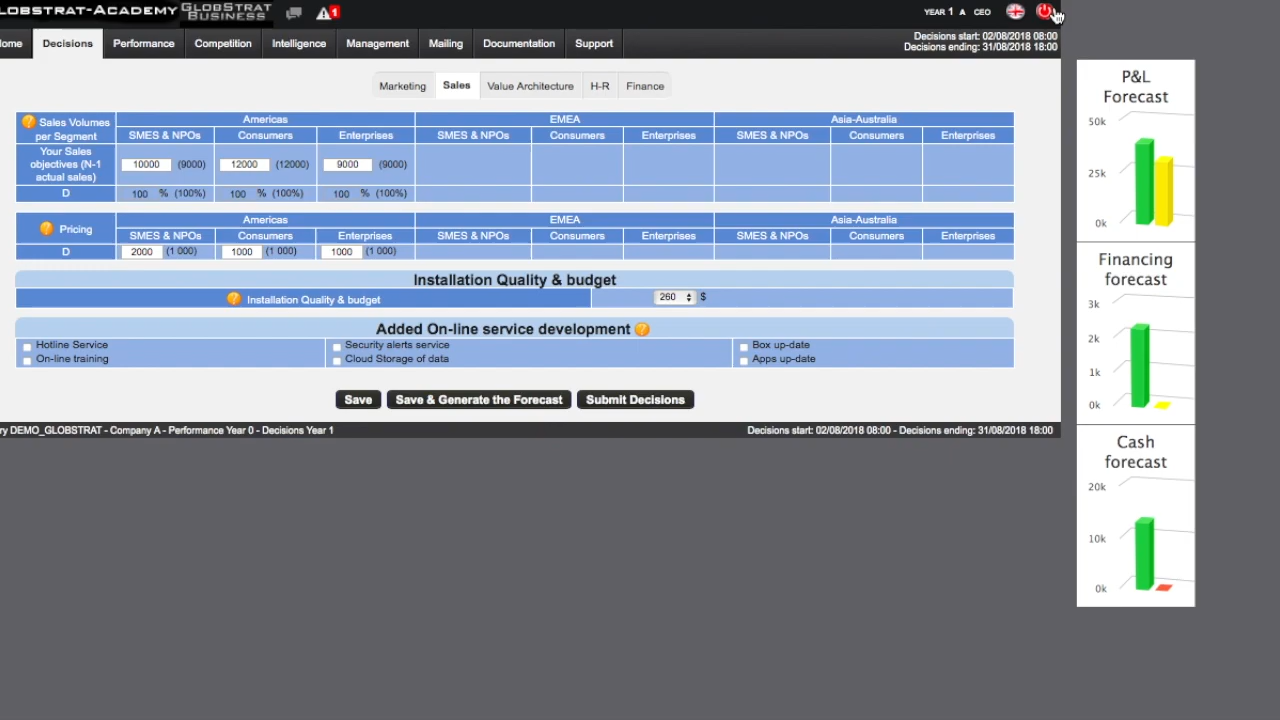 LOBSTRAT-ACADEMY GLOBSTRAT BUSINESS 1 YEAR 1 A CEO
ome Decisions Performance Competition Intelligence Management Mailing Documentation Support
Decisions start: 02/08/2018 08:00
Decisions ending: 31/08/2018 18:00
Marketing Sales Value Architecture H-R Finance
Sales Volumes per Segment Americas EMEA Asia-Australia
SMES & NPOs Consumers Enterprises SMES & NPOs Consumers Enterprises SMES & NPOs Consumers Enterprises
Your Sales objectives (N-1 actual sales) 10000 (9000) 12000 (12000) 9000 (9000)
D 100 % (100%) 100 % (100%) 100 % (100%)
Pricing Americas EMEA Asia-Australia
SMES & NPOs Consumers Enterprises SMES & NPOs Consumers Enterprises SMES & NPOs Consumers Enterprises
D 2000 (1 000) 1000 (1 000) 1000 (1 000)
Installation Quality & budget
? Installation Quality & budget 260 $
Added On-line service development ?
Hotline Service Security alerts service Box up-date
On-line training Cloud Storage of data Apps up-date
Save Save & Generate the Forecast Submit Decisions
ry DEMO_GLOBSTRAT - Company A - Performance Year 0 - Decisions Year 1 Decisions start: 02/08/2018 08:00 - Decisions ending: 31/08/2018 18:00
P&L
Forecast
50k
25k
0k
Financing
forecast
3k
2k
1k
0k
Cash
forecast
20k
10k
0k